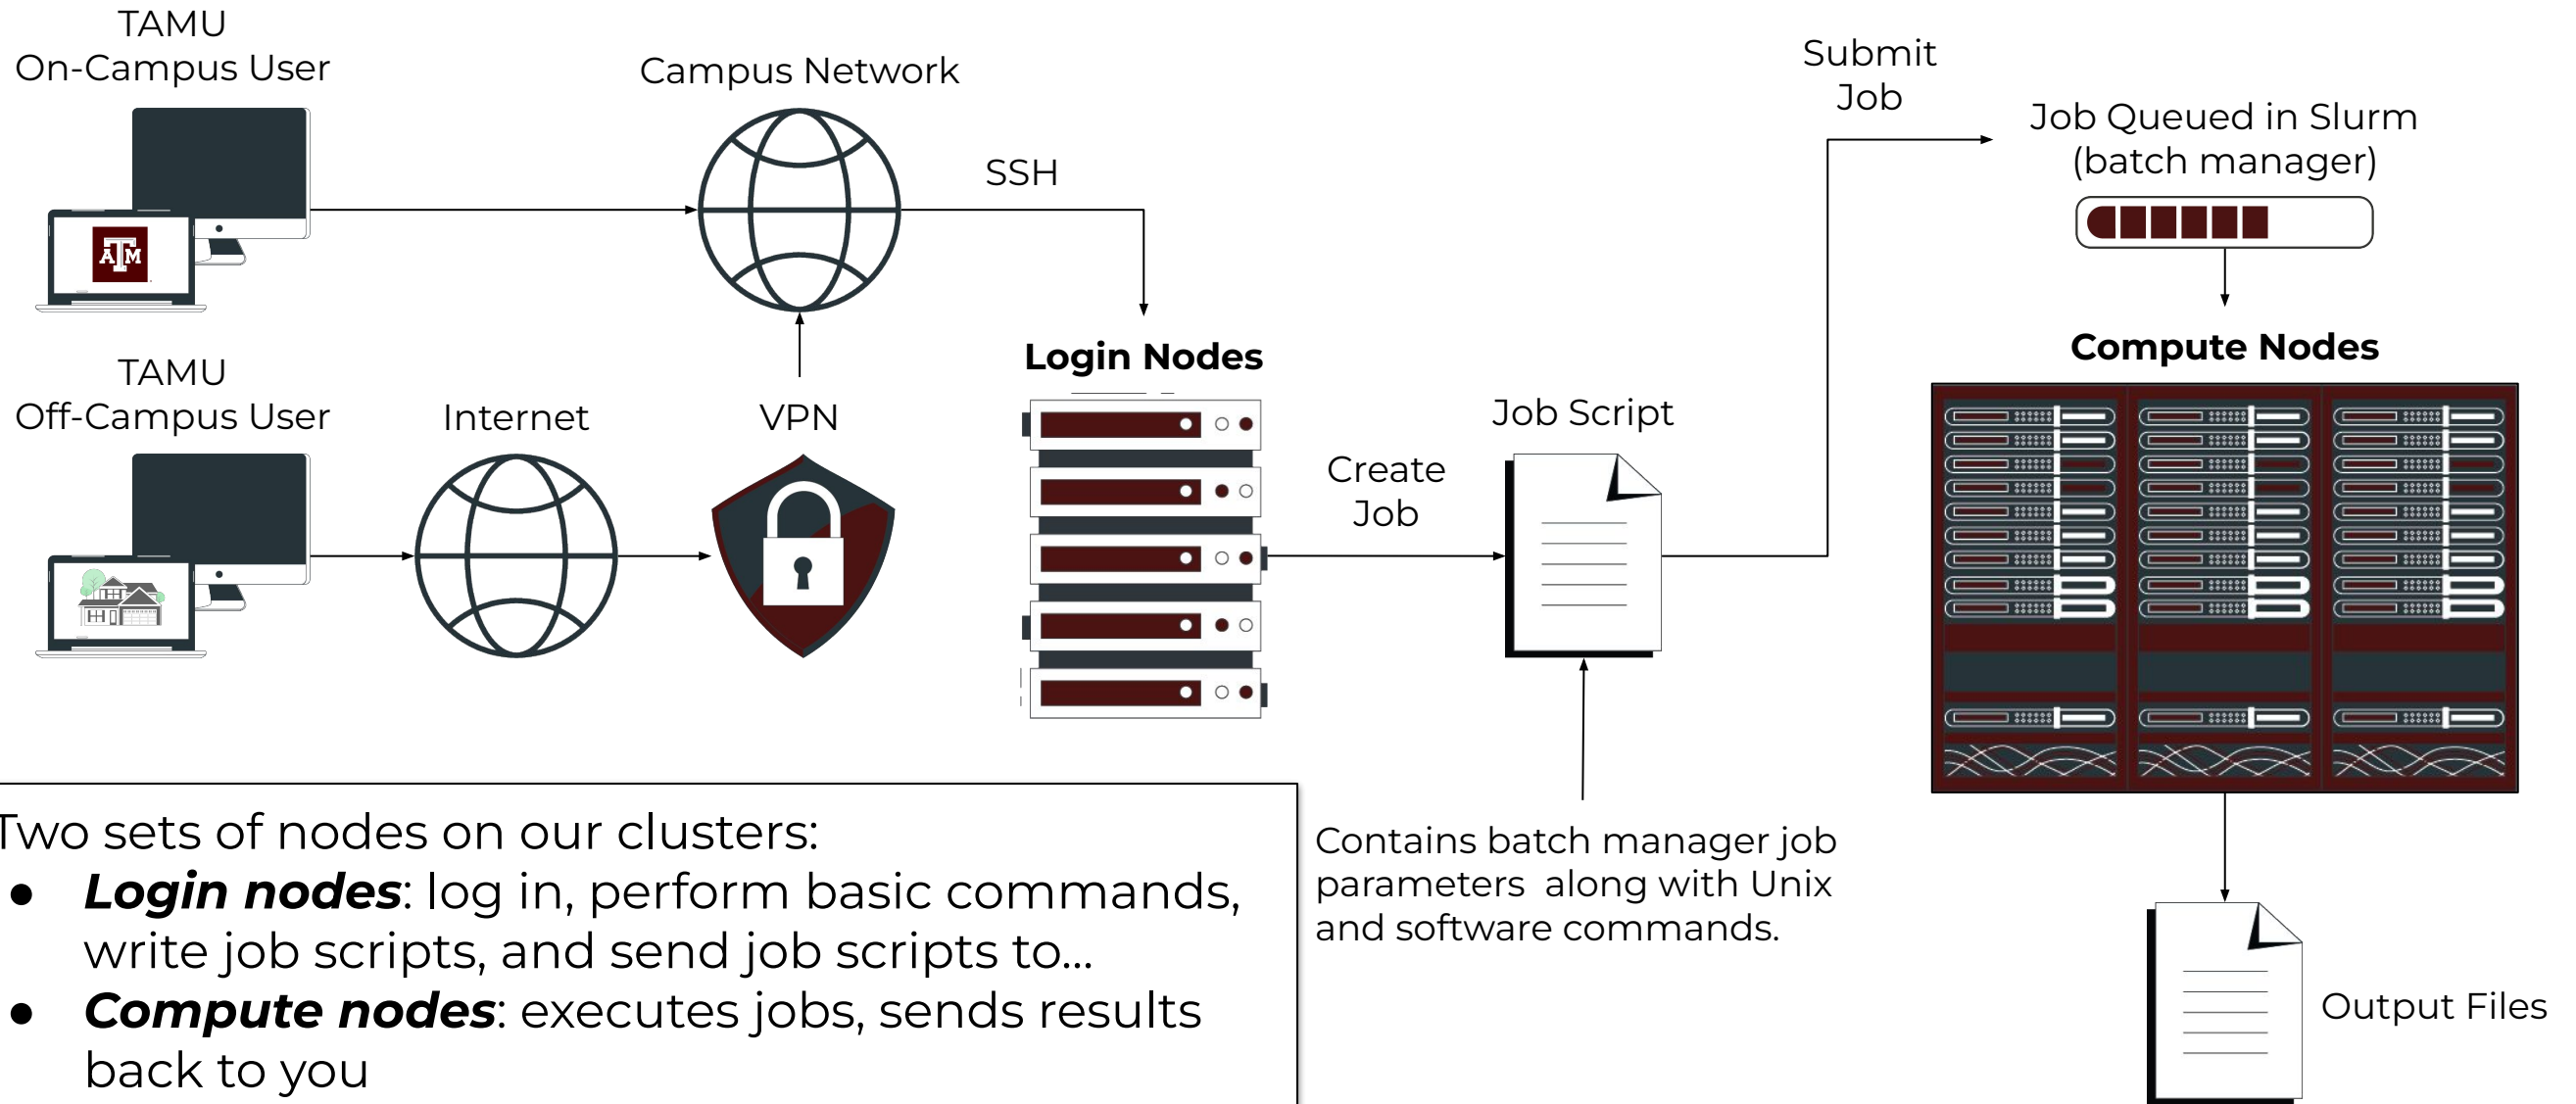 TAMU
On-Campus User
Campus Network
SSH
Submit
Job
Job Queued in Slurm
(batch manager)
ATM
TAMU
Off-Campus User
Internet
VPN
Login Nodes
Create
Job
Job Script
Compute Nodes
Two sets of nodes on our clusters:
● Login nodes: log in, perform basic commands,
write job scripts, and send job scripts to...
● Compute nodes: executes jobs, sends results
back to you
Contains batch manager job
parameters along with Unix
and software commands.
Output Files